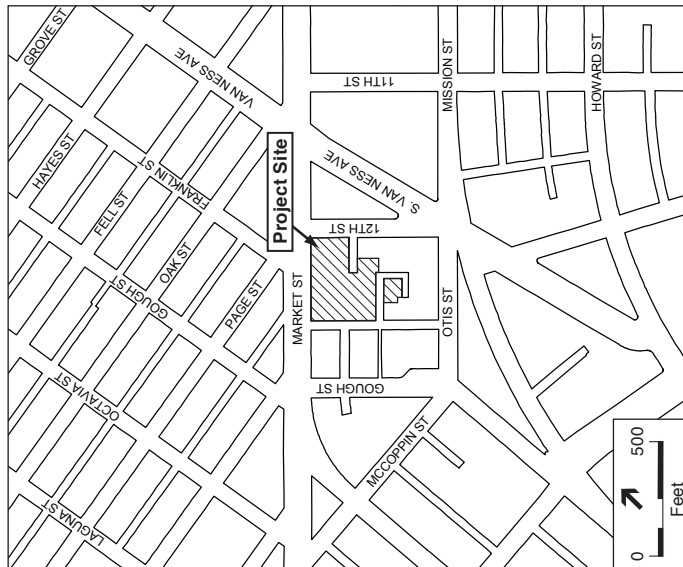 GROVE ST
HAYES ST
FELL ST
OAK ST
PAGE ST
VAN NESS AVE
FRANKLIN ST
GOUGH ST
OCTAVIA ST
LAGUNA ST
Project Site
MARKET ST
12TH ST
11TH ST
S. VAN NESS AVE
GOUGH ST
MISSION ST
OTIS ST
MCCOPPIN ST
HOWARD ST
0 500
Feet